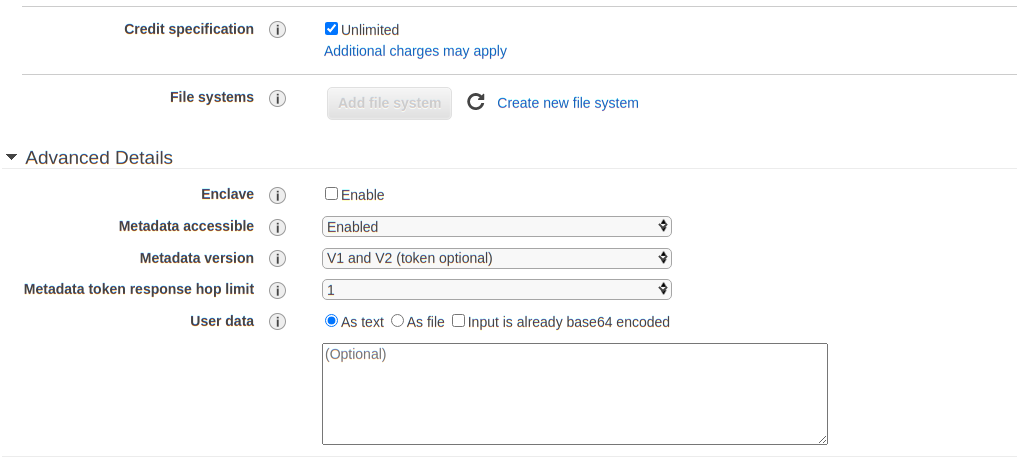 Credit specification i Unlimited
Additional charges may apply
File systems i Add file system Create new file system
Advanced Details
Enclave i Enable
Metadata accessible i Enabled
Metadata version i V1 and V2 (token optional)
Metadata token response hop limit i 1
User data i As text As file Input is already base64 encoded
(Optional)